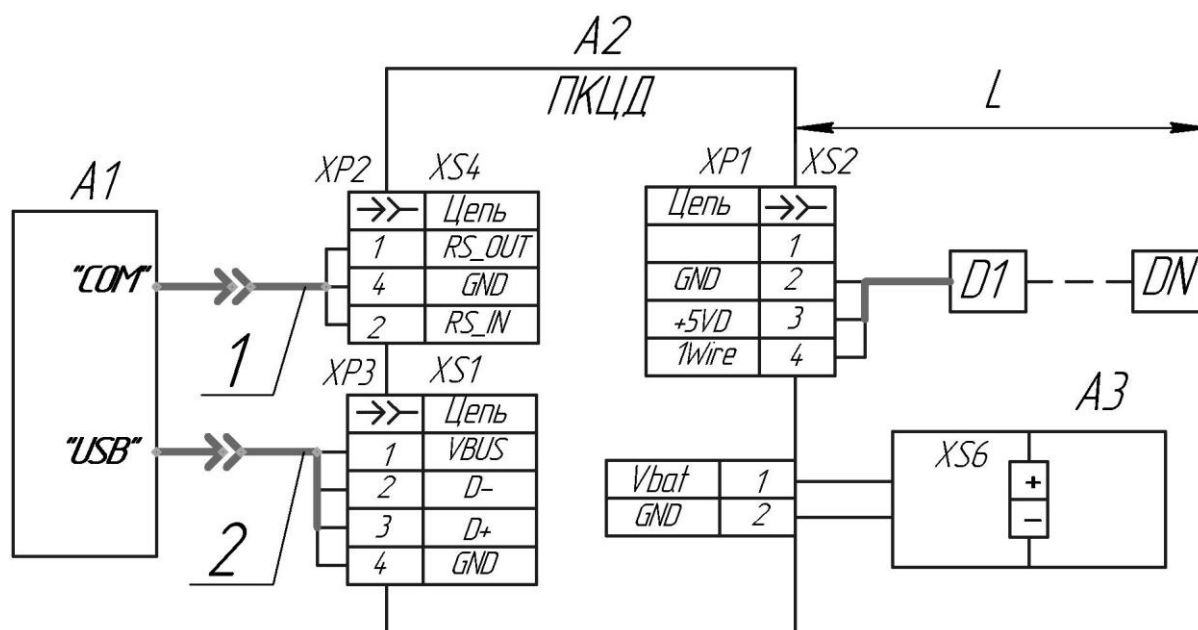 A2
ПКЦД
L
A1
XP2 XS4
Цепь
1 RS_OUT
4 GND
2 RS_IN
"COM"
1
XP3 XS1
Цепь
1 VBUS
2 D-
3 D+
4 GND
"USB"
2
XP1 XS2
Цепь
1
GND 2
+5VD 3
1Wire 4
D1
DN
A3
Vbat 1
GND 2
XS6
+
-